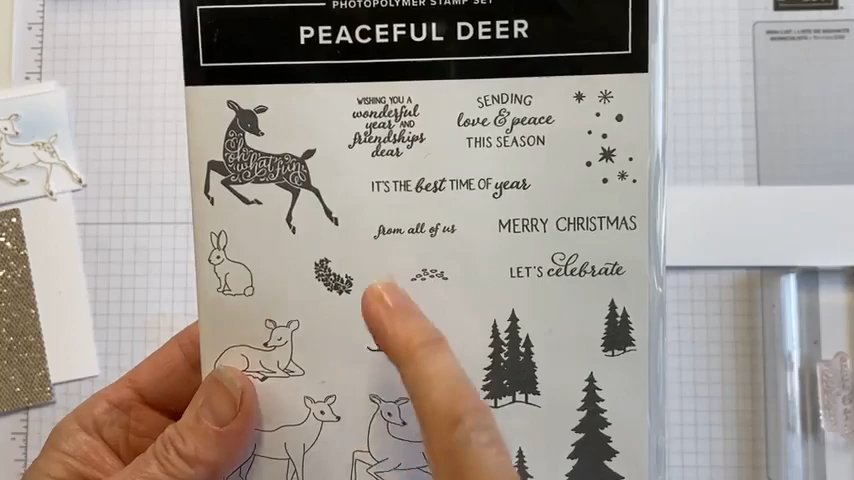 PHOTOPOLYMER STAMP SET
PEACEFUL DEER
oh what fun
WISHING YOU A
wonderful
year AND
friendships
dear
SENDING
love & peace
THIS SEASON
IT'S THE best TIME OF year
from all of us
MERRY CHRISTMAS
LET'S celebrate